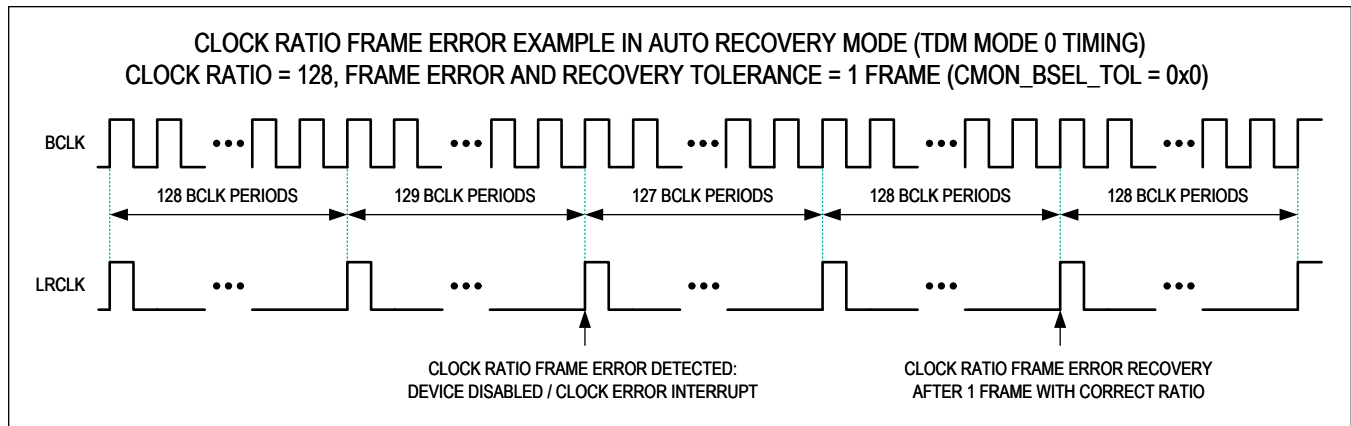 CLOCK RATIO FRAME ERROR EXAMPLE IN AUTO RECOVERY MODE (TDM MODE 0 TIMING)
CLOCK RATIO = 128, FRAME ERROR AND RECOVERY TOLERANCE = 1 FRAME (CMON_BSEL_TOL = 0x0)
BCLK
128 BCLK PERIODS
129 BCLK PERIODS
127 BCLK PERIODS
128 BCLK PERIODS
128 BCLK PERIODS
LRCLK
CLOCK RATIO FRAME ERROR DETECTED:
DEVICE DISABLED / CLOCK ERROR INTERRUPT
CLOCK RATIO FRAME ERROR RECOVERY
AFTER 1 FRAME WITH CORRECT RATIO